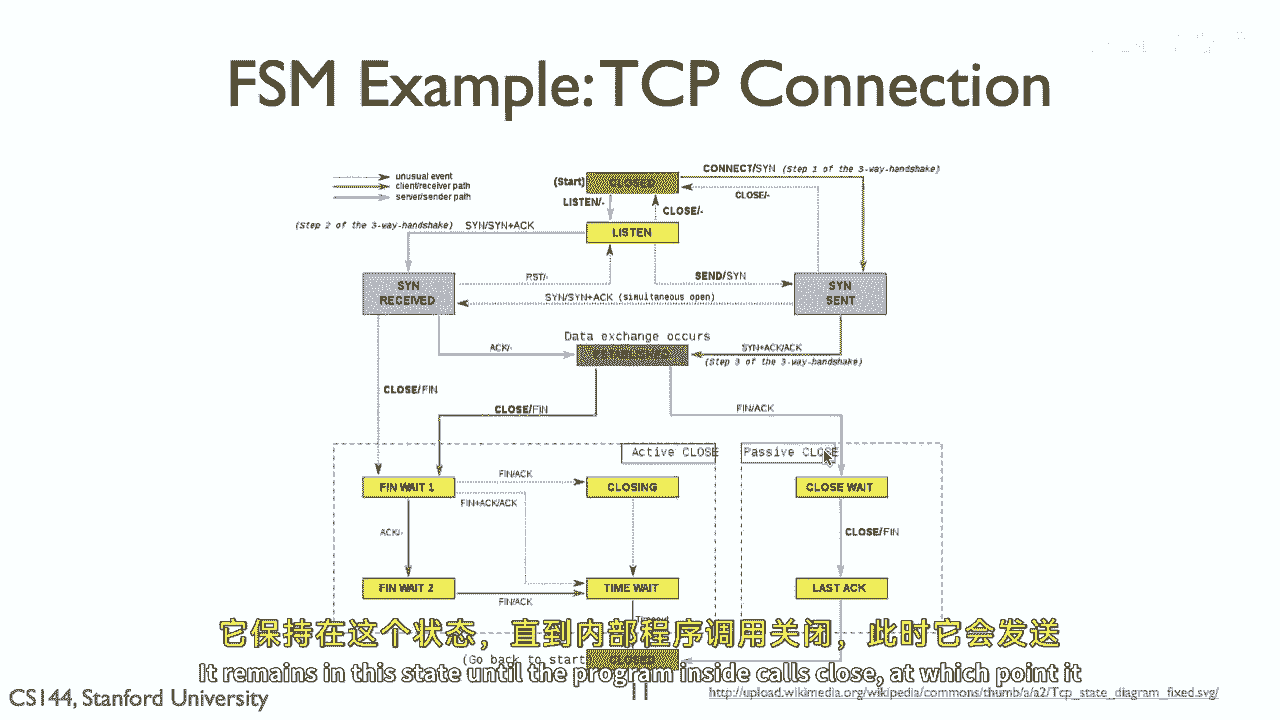 FSM Example: TCP Connection
unusual event
client/receiver path
server/sender path
(Start)
CLOSED
CONNECT/SYN (Step 1 of the 3-way-handshake)
CLOSE/-
LISTEN/-
CLOSE/-
(Step 2 of the 3-way-handshake) SYN/SYN+ACK
LISTEN
SYN
RECEIVED
RST/-
SEND/SYN
SYN
SENT
SYN/SYN+ACK (simultaneous open)
Data exchange occurs
ACK/-
SYN+ACK/ACK
(Step 3 of the 3-way-handshake)
CLOSE/FIN
CLOSE/FIN
FIN/ACK
Active CLOSE
Passive CLOSE
FIN WAIT 1
FIN/ACK
CLOSING
CLOSE WAIT
FIN+ACK/ACK
ACK/-
CLOSE/FIN
FIN WAIT 2
FIN/ACK
TIME WAIT
LAST ACK
它保持在这个状态，直到内部程序调用关闭，此时它会发送
(Go back to start)
It remains in this state until the program inside calls close, at which point it
CS144, Stanford University
http://upload.wikimedia.org/wikipedia/commons/thumb/a/a2/Tcp_state_diagram_fixed.svg/